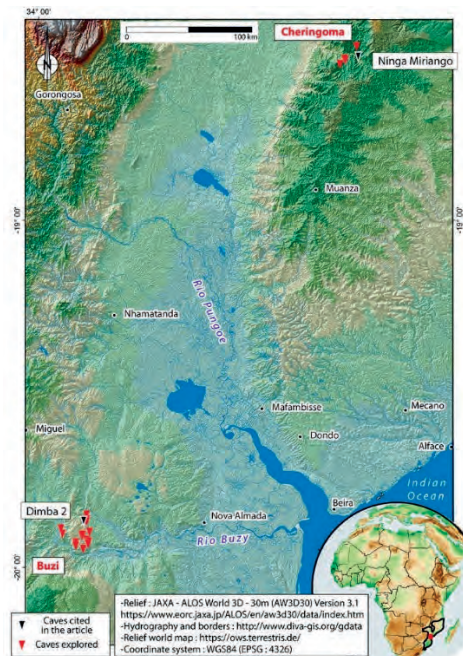 34° 00'
100 km
Cheringoma
Ninga Miriango
N
Gorongosa
Muanza
-19° 00'
-19° 00'
Rio Pungoe
Nhamatanda
Mafambisse
Mecano
Dondo
Miguel
Alface
Indian
Ocean
Dimba 2
Beira
Nova Almada
Rio Buzy
Buzi
-20° 00'
Caves cited
in the article
Caves explored
-Relief : JAXA - ALOS World 3D - 30m (AW3D30) Version 3.1
https://www.eorc.jaxa.jp/ALOS/en/aw3d30/data/index.htm
-Hydrography and borders : http://www.diva-gis.org/gdata
-Relief world map : https://ows.terrestris.de/
-Coordinate system : WGS84 (EPSG : 4326)